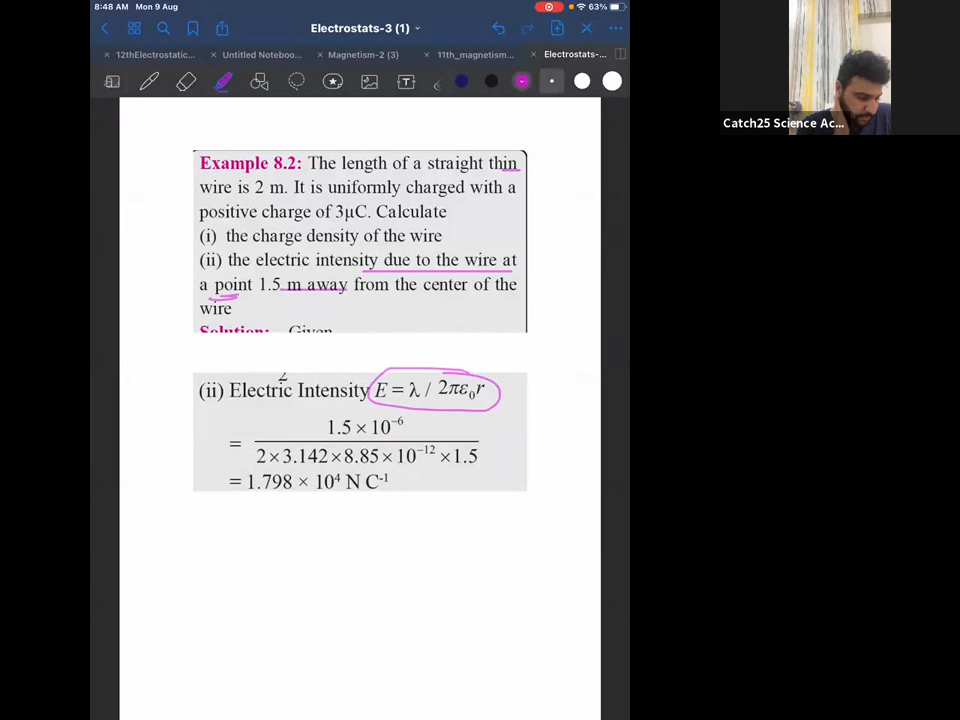 8:48 AM Mon 9 Aug
63%
Electrostats-3 (1)
12thElectrostatic...
Untitled Noteboo...
Magnetism-2 (3)
11th_magnetism...
Electrostats-...
Catch25 Science Ac...
Example 8.2: The length of a straight thin
wire is 2 m. It is uniformly charged with a
positive charge of 3μC. Calculate
(i) the charge density of the wire
(ii) the electric intensity due to the wire at
a point 1.5 m away from the center of the
wire
Solution: Given
(ii) Electric Intensity E = λ / 2πε₀r
= 1.5 × 10⁻⁶
2×3.142×8.85×10⁻¹²×1.5
= 1.798 × 10⁴ N C⁻¹